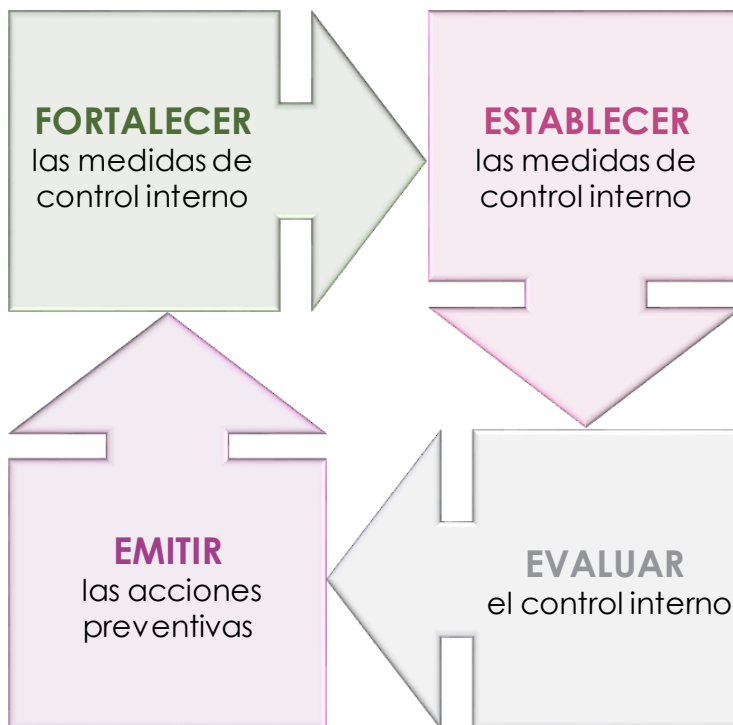 FORTALECER
las medidas de
control interno
ESTABLECER
las medidas de
control interno
EMITIR
las acciones
preventivas
EVALUAR
el control interno